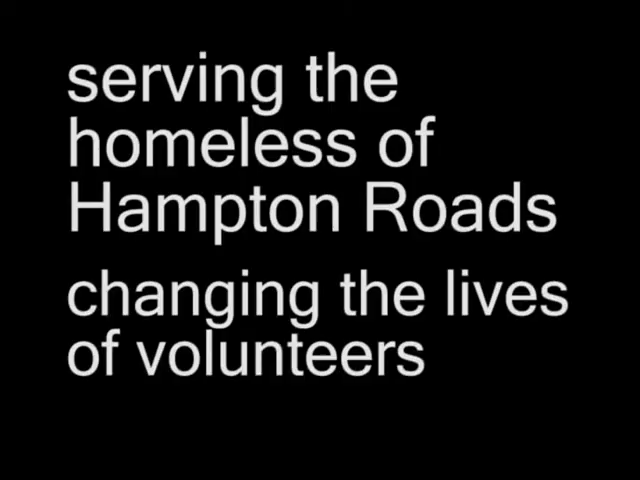 serving the
homeless of
Hampton Roads
changing the lives
of volunteers